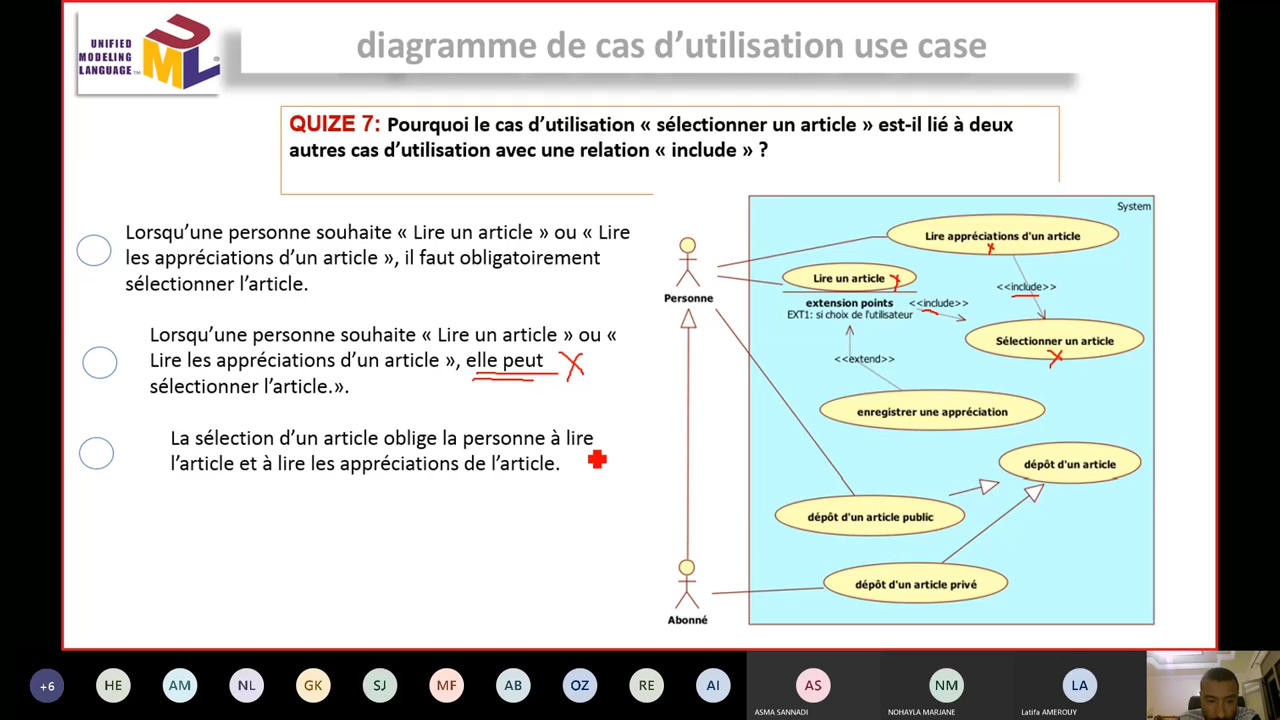 UNIFIED
MODELING
LANGUAGE
UML
diagramme de cas d’utilisation use case
QUIZE 7: Pourquoi le cas d’utilisation « sélectionner un article » est-il lié à deux
autres cas d’utilisation avec une relation « include » ?
Lorsqu’une personne souhaite « Lire un article » ou « Lire
les appréciations d’un article », il faut obligatoirement
sélectionner l’article.
Lorsqu’une personne souhaite « Lire un article » ou «
Lire les appréciations d’un article », elle peut
sélectionner l’article.».
La sélection d’un article oblige la personne à lire
l’article et à lire les appréciations de l’article.
System
Lire appréciations d'un article
Personne
Lire un article
extension points
EXT1: si choix de l'utilisateur
<<include>>
<<include>>
Sélectionner un article
<<extend>>
enregistrer une appréciation
dépôt d'un article
dépôt d'un article public
dépôt d'un article privé
Abonné
+6
HE
AM
NL
GK
SJ
MF
AB
OZ
RE
AI
AS
NM
LA
ASMA SANNADI
NOHAYLA MARJANE
Latifa AMEROUY